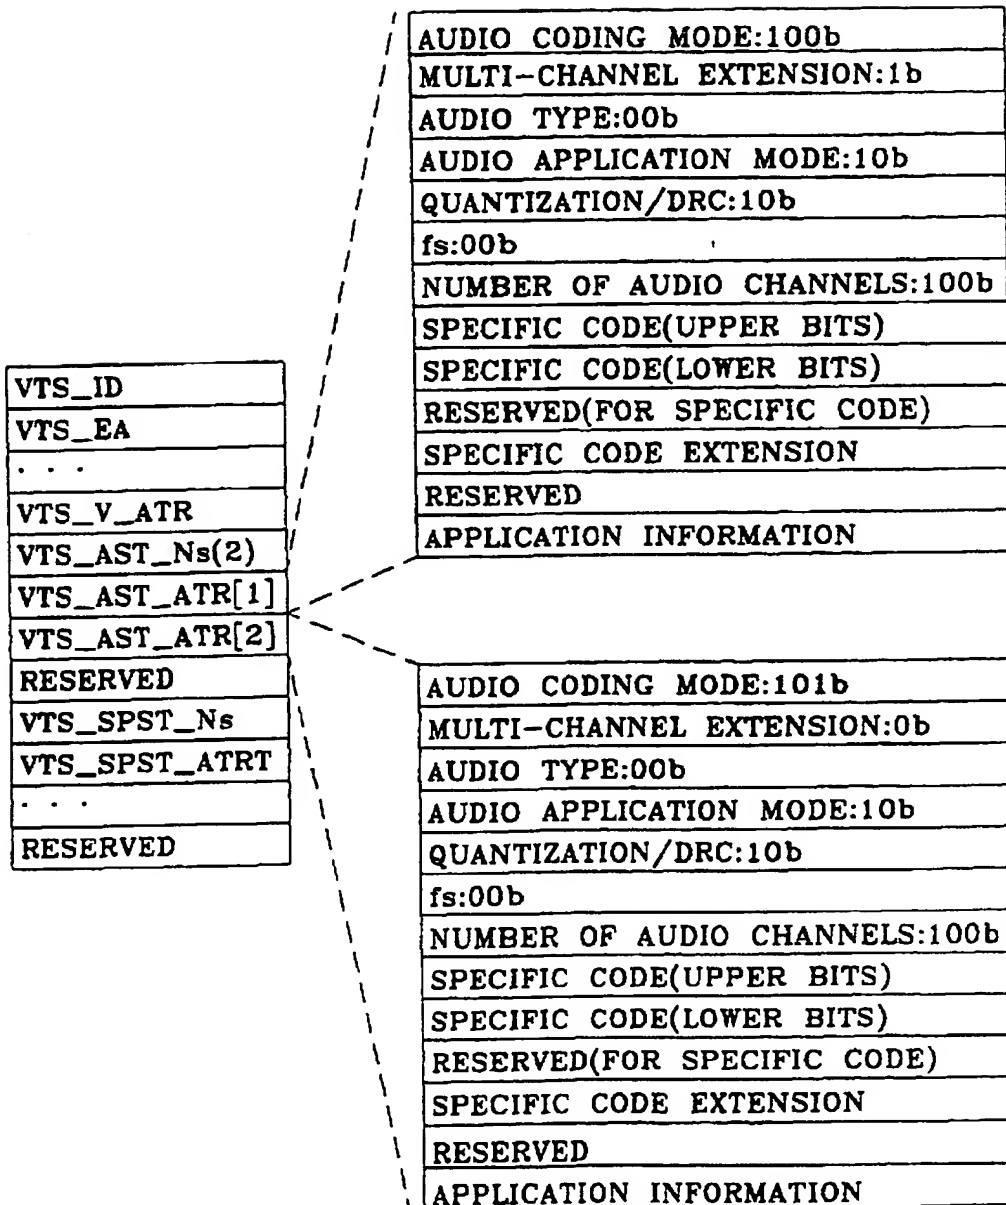 AUDIO CODING MODE:100b
MULTI-CHANNEL EXTENSION:1b
AUDIO TYPE:00b
AUDIO APPLICATION MODE:10b
QUANTIZATION/DRC:10b
fs:00b
NUMBER OF AUDIO CHANNELS:100b
SPECIFIC CODE(UPPER BITS)
SPECIFIC CODE(LOWER BITS)
RESERVED(FOR SPECIFIC CODE)
SPECIFIC CODE EXTENSION
RESERVED
APPLICATION INFORMATION
VTS_ID
VTS_EA
. . .
VTS_V_ATR
VTS_AST_Ns(2)
VTS_AST_ATR[1]
VTS_AST_ATR[2]
RESERVED
VTS_SPST_Ns
VTS_SPST_ATRT
. . .
RESERVED
AUDIO CODING MODE:101b
MULTI-CHANNEL EXTENSION:0b
AUDIO TYPE:00b
AUDIO APPLICATION MODE:10b
QUANTIZATION/DRC:10b
fs:00b
NUMBER OF AUDIO CHANNELS:100b
SPECIFIC CODE(UPPER BITS)
SPECIFIC CODE(LOWER BITS)
RESERVED(FOR SPECIFIC CODE)
SPECIFIC CODE EXTENSION
RESERVED
APPLICATION INFORMATION